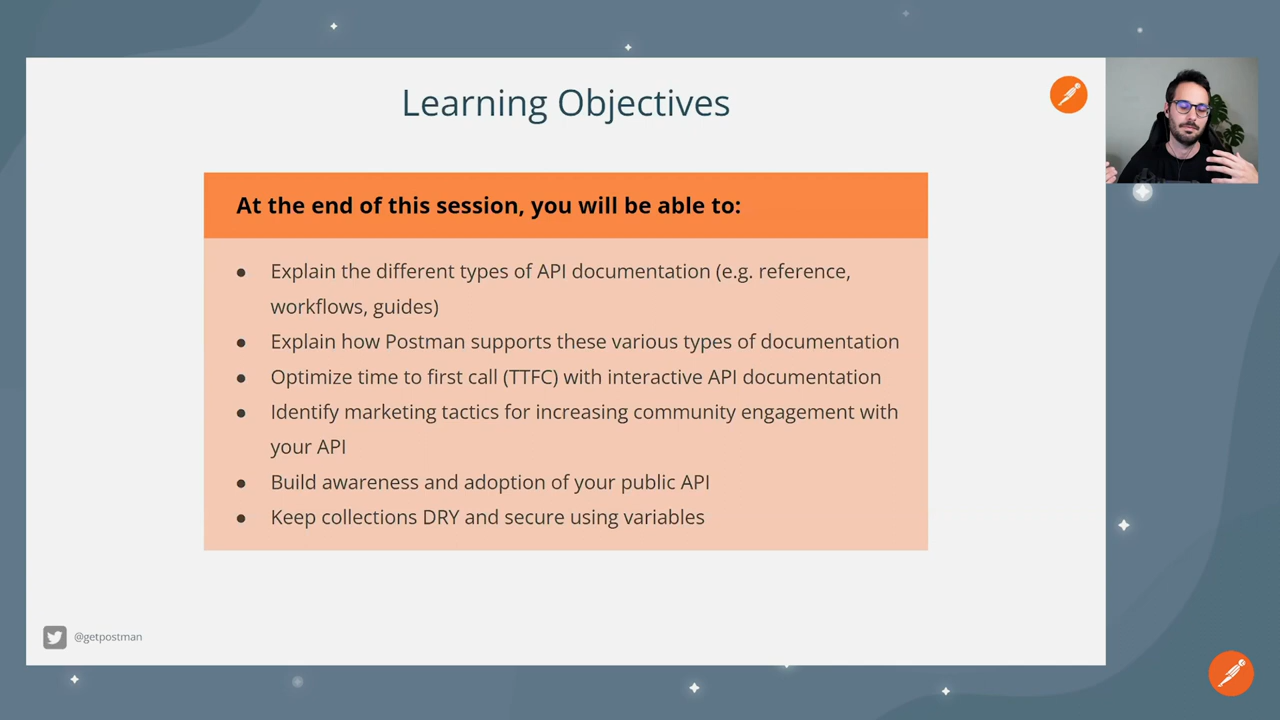 Learning Objectives
At the end of this session, you will be able to:
● Explain the different types of API documentation (e.g. reference,
workflows, guides)
● Explain how Postman supports these various types of documentation
● Optimize time to first call (TTFC) with interactive API documentation
● Identify marketing tactics for increasing community engagement with
your API
● Build awareness and adoption of your public API
● Keep collections DRY and secure using variables
@getpostman